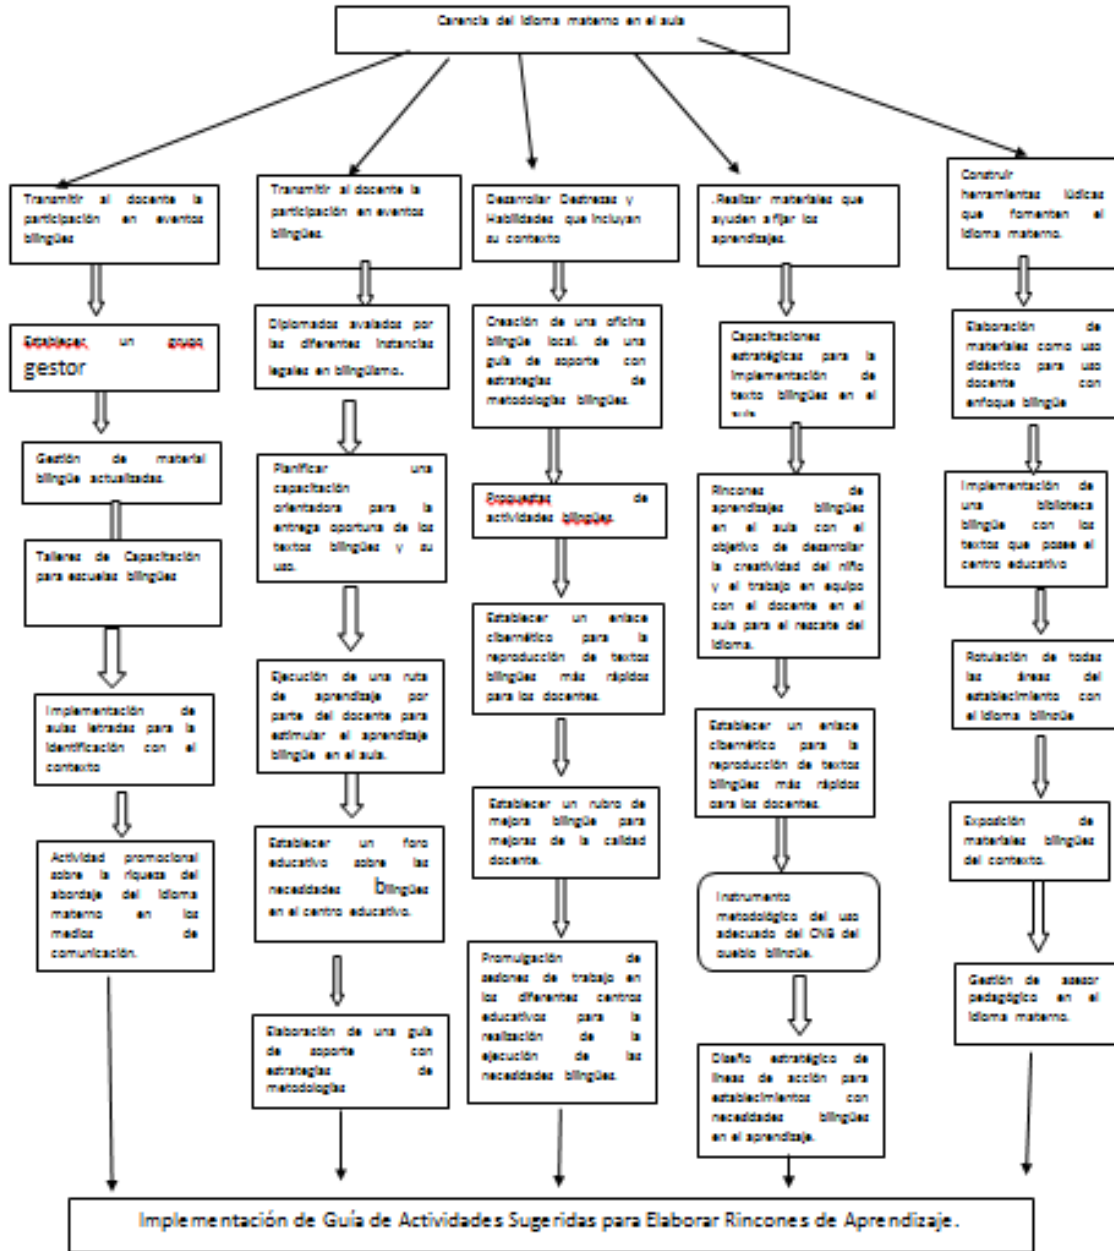 Carencia del idioma materno en el aula
Transmitir al docente la
participación en eventos
bilingües
Establecer un grupo
gestor
Gestión de material
bilingüe actualizadas.
Talleres de Capacitación
para escuelas bilingües
Implementación de
aulas letradas para la
identificación con el
contexto
Actividad promocional
sobre la riqueza del
abordaje del idioma
materno en los
medios de
comunicación.
Transmitir al docente la
participación en eventos
bilingües.
Diplomados avalados por
las diferentes instancias
legales en bilingüismo.
Planificar una
capacitación
orientadora para la
entrega oportuna de los
textos bilingües y su
uso.
Ejecución de una ruta
de aprendizaje por
parte del docente para
estimular el aprendizaje
bilingüe en el aula.
Establecer un foro
educativo sobre las
necesidades bilingües
en el centro educativo.
Elaboración de una guía
de soporte con
estrategias de
metodologías
Desarrollar Destrezas y
Habilidades que incluyan
su contexto
Creación de una oficina
bilingüe local. de una
guía de soporte con
estrategias de
metodologías bilingües.
Propuestas de
actividades bilingües
Establecer un enlace
cibernético para la
reproducción de textos
bilingües más rápidos
para los docentes.
Establecer un rubro de
mejora bilingüe para
mejoras de la calidad
docente.
Promulgación de
sesiones de trabajo en
los diferentes centros
educativos para la
realización de la
ejecución de las
necesidades bilingües.
.Realizar materiales que
ayuden a fijar los
aprendizajes.
Capacitaciones
estratégicas para la
implementación de
texto bilingües en el
aula
Rincones de
aprendizajes bilingües
en el aula con el
objetivo de desarrollar
la creatividad del niño
y el trabajo en equipo
con el docente en el
aula para el rescate del
idioma.
Establecer un enlace
cibernético para la
reproducción de textos
bilingües más rápidos
para los docentes.
Instrumento
metodológico del uso
adecuado del CNB del
pueblo bilingüe.
Diseño estratégico de
líneas de acción para
establecimientos con
necesidades bilingües
en el aprendizaje.
Construir
herramientas lúdicas
que fomenten el
idioma materno.
Elaboración de
materiales como uso
didáctico para uso
docente con
enfoque bilingüe
Implementación de
una biblioteca
bilingüe con los
textos que posee el
centro educativo
Rotulación de todas
las áreas del
establecimiento con
el idioma bilingüe
Exposición de
materiales bilingües
del contexto.
Gestión de asesor
pedagógico en el
idioma materno.
Implementación de Guía de Actividades Sugeridas para Elaborar Rincones de Aprendizaje.